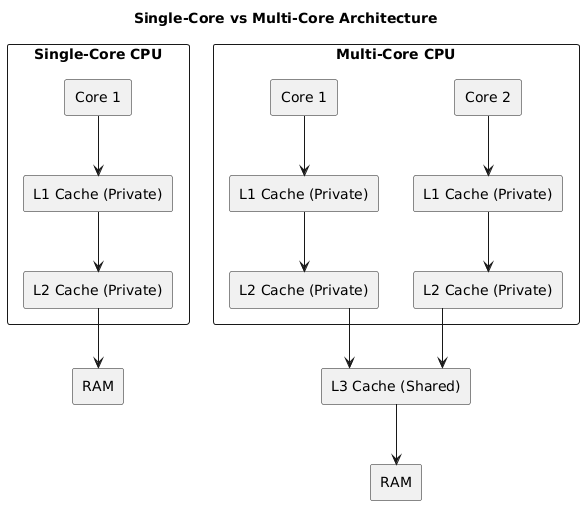 Single-Core vs Multi-Core Architecture
Single-Core CPU
Core 1
L1 Cache (Private)
L2 Cache (Private)
RAM
Multi-Core CPU
Core 1
Core 2
L1 Cache (Private)
L1 Cache (Private)
L2 Cache (Private)
L2 Cache (Private)
L3 Cache (Shared)
RAM